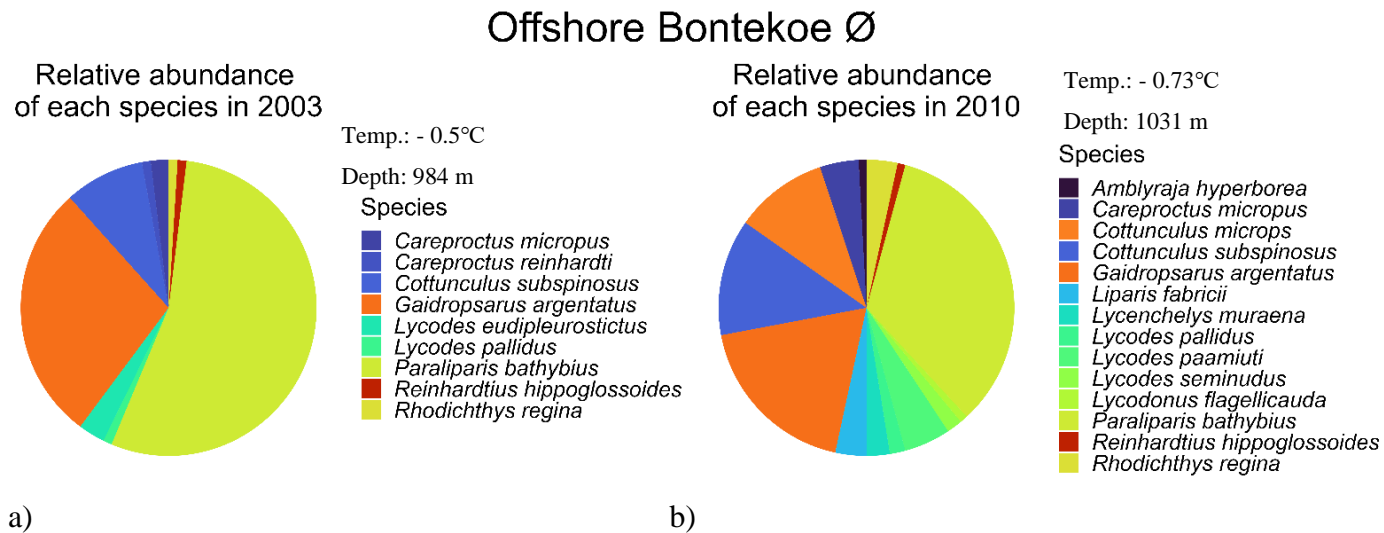 Offshore Bontekoe Ø
Relative abundance
of each species in 2003
Temp.: - 0.5°C
Depth: 984 m
Species
Careproctus micropus
Careproctus reinhardti
Cottunculus subspinosus
Gaidropsarus argentatus
Lycodes eudipleurostictus
Lycodes pallidus
Paraliparis bathybius
Reinhardtius hippoglossoides
Rhodichthys regina
a)
Relative abundance
of each species in 2010
Temp.: - 0.73°C
Depth: 1031 m
Species
Amblyraja hyperborea
Careproctus micropus
Cottunculus microps
Cottunculus subspinosus
Gaidropsarus argentatus
Liparis fabricii
Lycenchelys muraena
Lycodes pallidus
Lycodes paamiuti
Lycodes seminudus
Lycodonus flagellicauda
Paraliparis bathybius
Reinhardtius hippoglossoides
Rhodichthys regina
b)